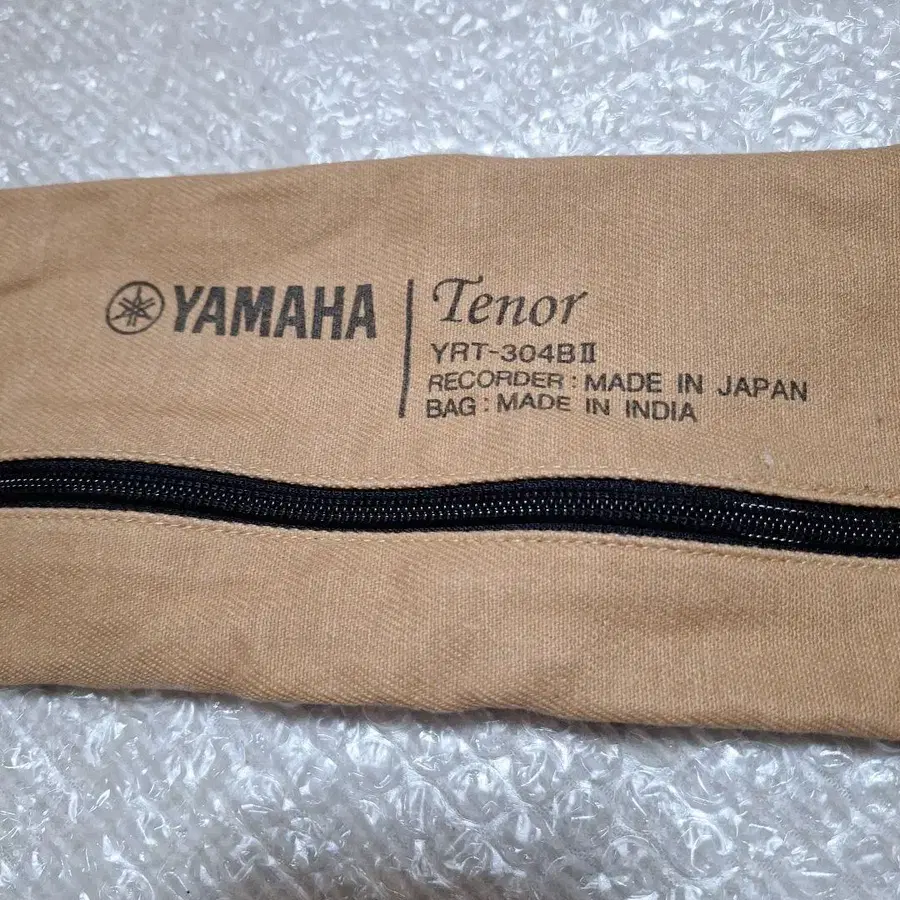 YAMAHA
Tenor
YRT-304BⅡ
RECORDER : MADE IN JAPAN
BAG : MADE IN INDIA